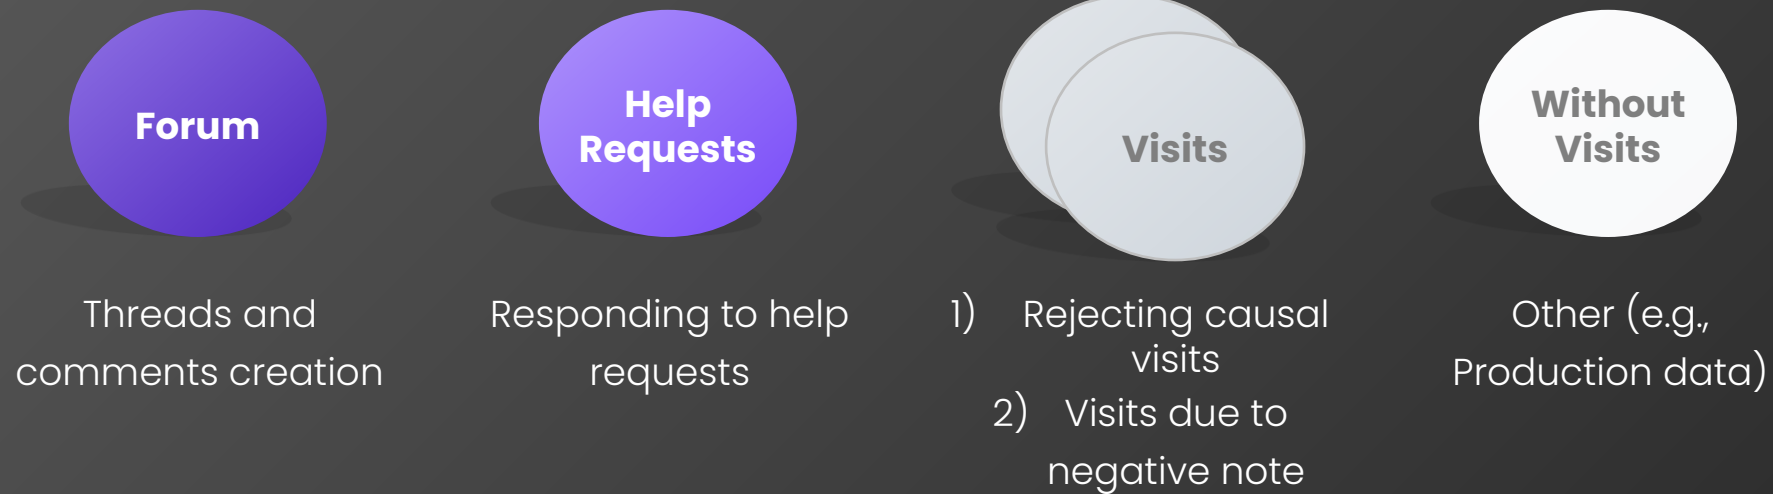 Forum
Threads and
comments creation
Help
Requests
Responding to help
requests
Visits
1) Rejecting causal
visits
2) Visits due to
negative note
Without
Visits
Other (e.g.,
Production data)